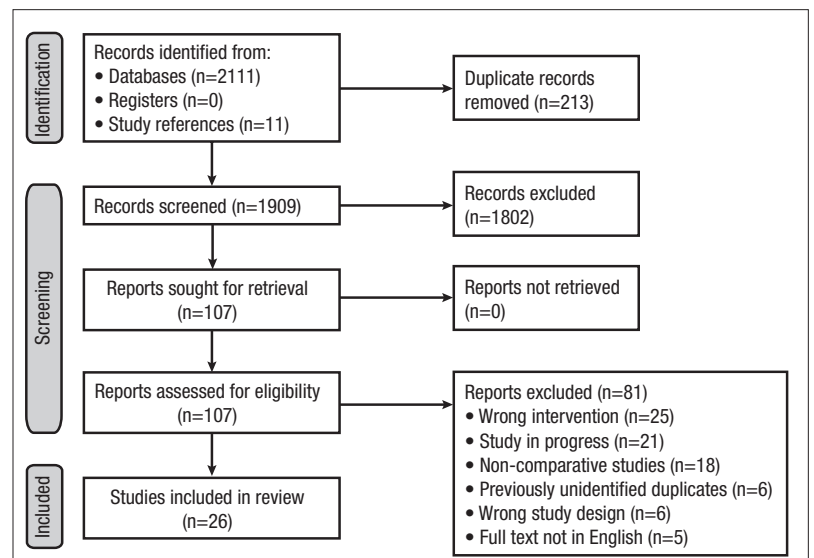 Identification
Records identified from:
• Databases (n=2111)
• Registers (n=0)
• Study references (n=11)
Duplicate records
removed (n=213)
Screening
Records screened (n=1909)
Records excluded
(n=1802)
Reports sought for retrieval
(n=107)
Reports not retrieved
(n=0)
Reports assessed for eligibility
(n=107)
Reports excluded (n=81)
• Wrong intervention (n=25)
• Study in progress (n=21)
• Non-comparative studies (n=18)
• Previously unidentified duplicates (n=6)
• Wrong study design (n=6)
• Full text not in English (n=5)
Included
Studies included in review
(n=26)